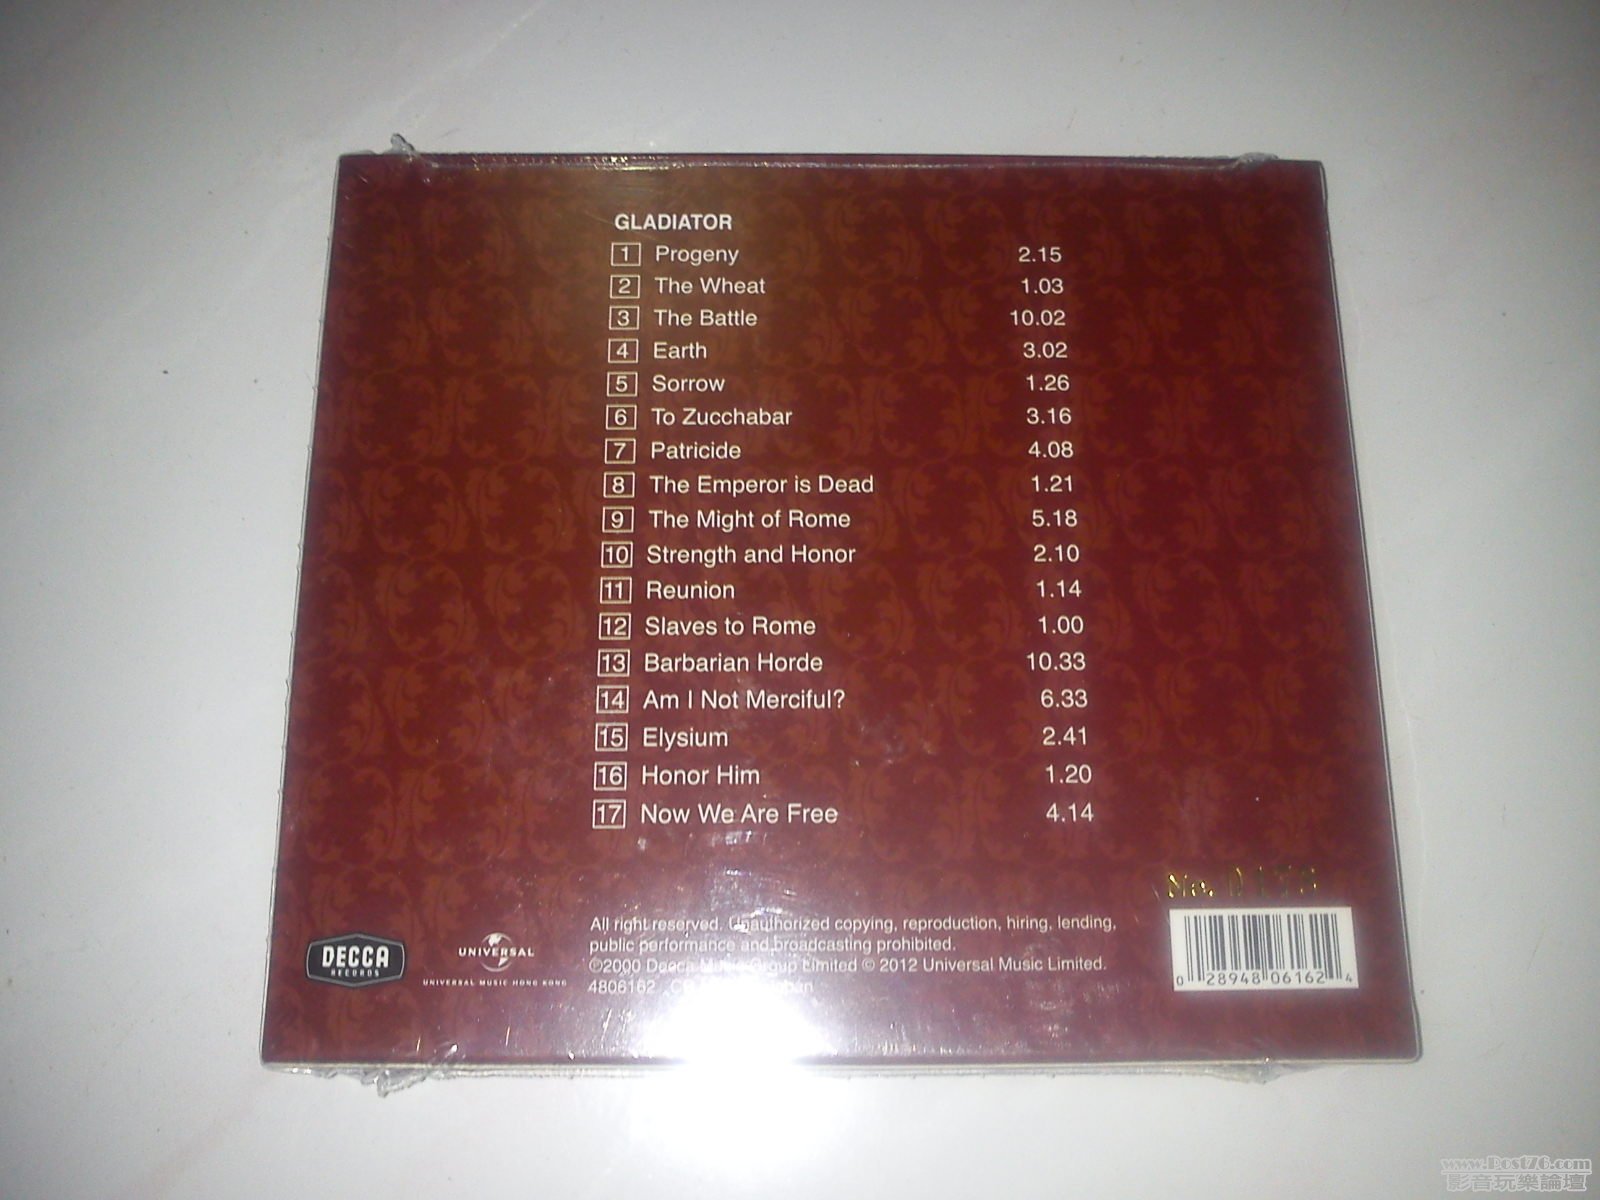 GLADIATOR
1 Progeny 2.15
2 The Wheat 1.03
3 The Battle 10.02
4 Earth 3.02
5 Sorrow 1.26
6 To Zucchabar 3.16
7 Patricide 4.08
8 The Emperor is Dead 1.21
9 The Might of Rome 5.18
10 Strength and Honor 2.10
11 Reunion 1.14
12 Slaves to Rome 1.00
13 Barbarian Horde 10.33
14 Am I Not Merciful? 6.33
15 Elysium 2.41
16 Honor Him 1.20
17 Now We Are Free 4.14
No.
All right reserved. Unauthorized copying, reproduction, hiring, lending,
public performance and broadcasting prohibited.
℗2000 Decca Music Group Limited © 2012 Universal Music Limited.
4806162
DECCA
RECORDS
UNIVERSAL
UNIVERSAL MUSIC HONG KONG
0 28948 06162 4
www.Post76.com
影音玩樂論壇